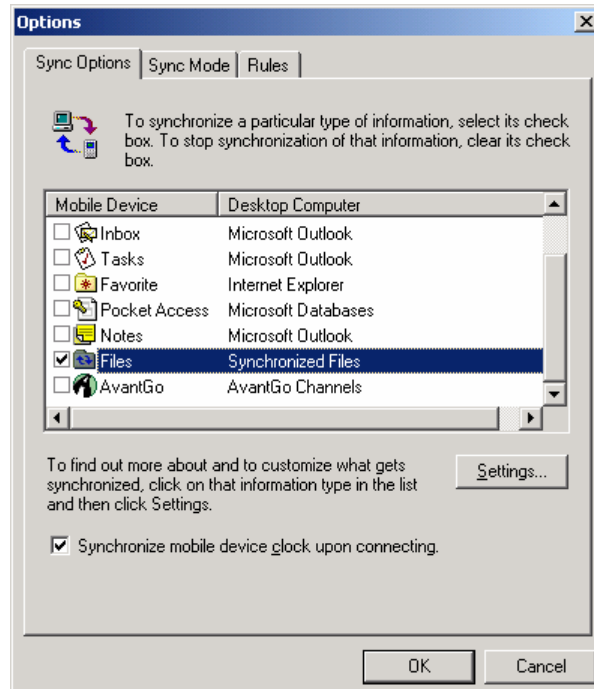 Options
Sync Options Sync Mode Rules
To synchronize a particular type of information, select its check
box. To stop synchronization of that information, clear its check
box.
Mobile Device Desktop Computer
Inbox Microsoft Outlook
Tasks Microsoft Outlook
Favorite Internet Explorer
Pocket Access Microsoft Databases
Notes Microsoft Outlook
Files Synchronized Files
AvantGo AvantGo Channels
To find out more about and to customize what gets
synchronized, click on that information type in the list
and then click Settings.
Settings...
Synchronize mobile device clock upon connecting.
OK Cancel